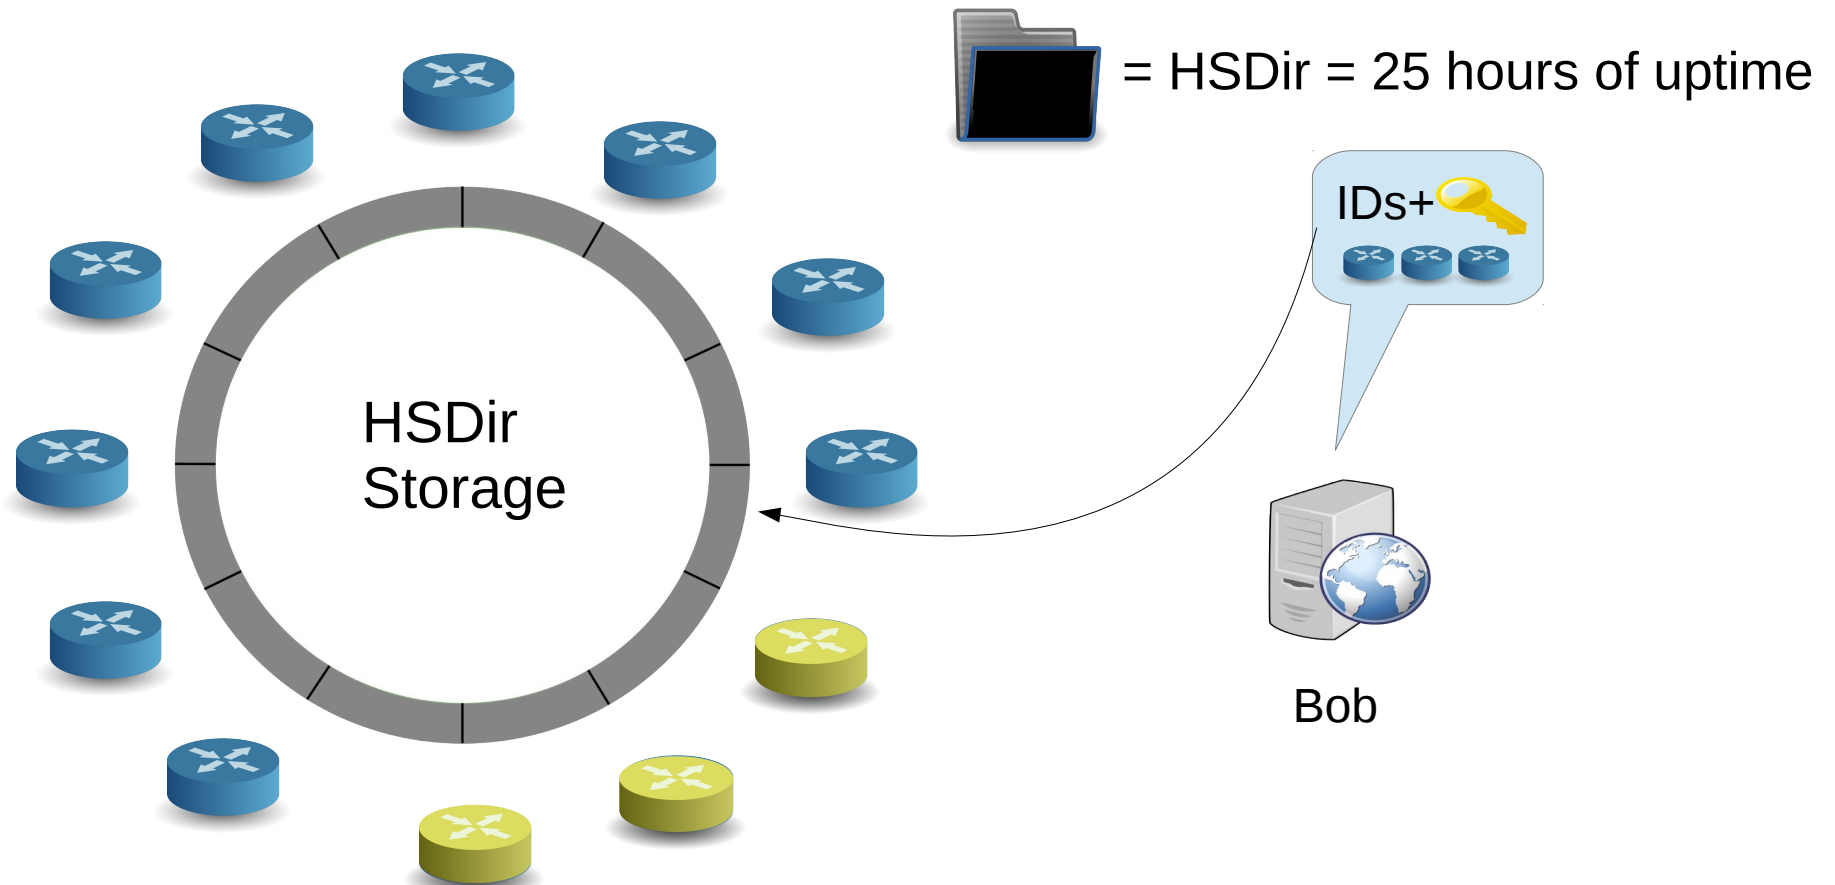 = HSDir = 25 hours of uptime
IDs+
HSDir
Storage
Bob